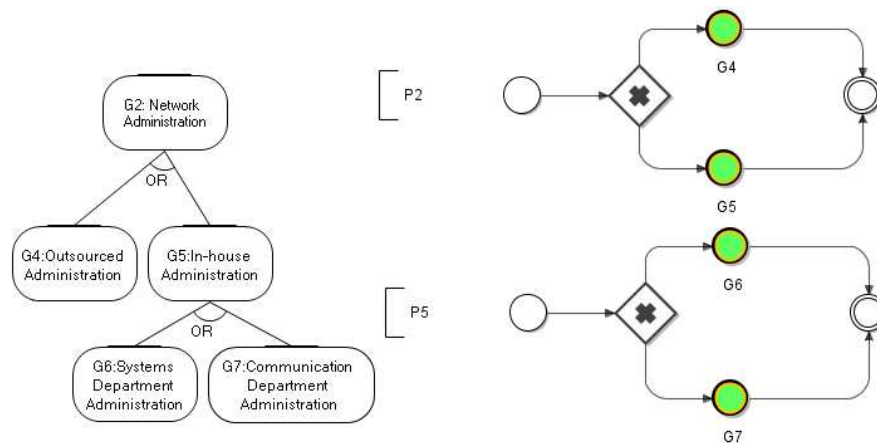 G2: Network
Administration
OR
G4:Outsourced
Administration
G5:In-house
Administration
OR
G6:Systems
Department
Administration
G7:Communication
Department
Administration
P2
P5
G4
G5
G6
G7